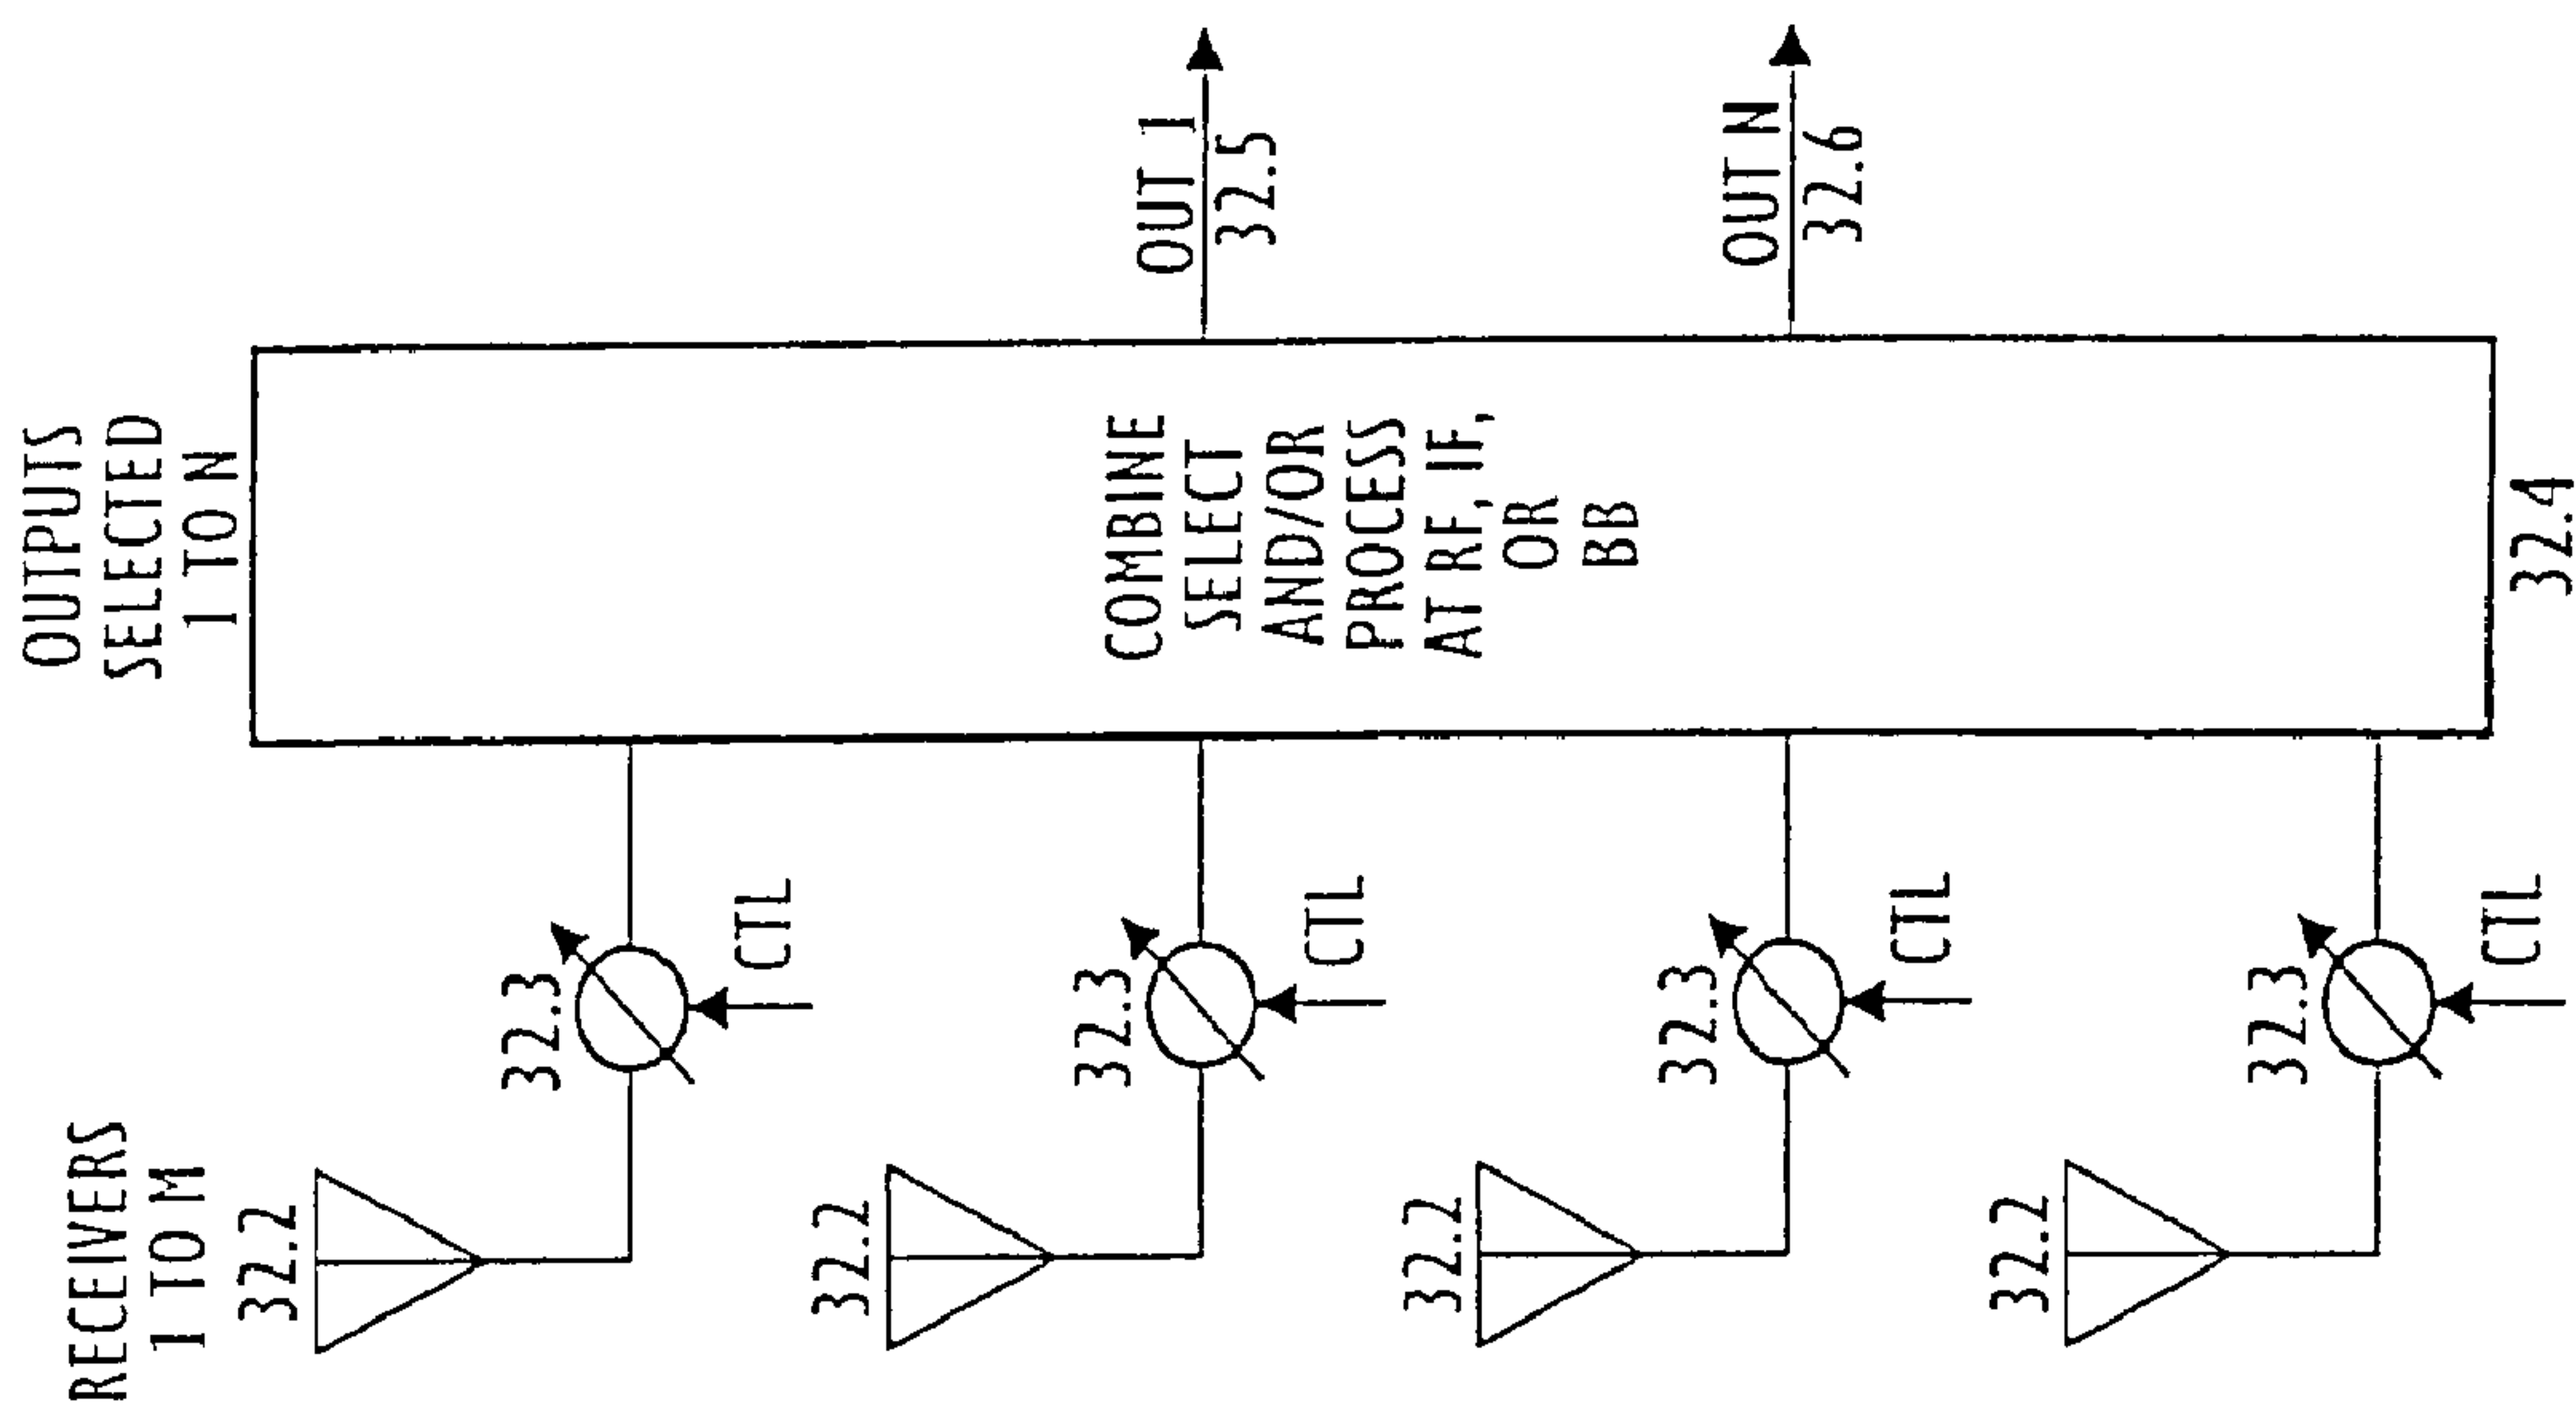 RECEIVERS
1 TO M
OUTPUTS
SELECTED
1 TO N
32.2
32.3
CTL
32.2
32.3
CTL
COMBINE
SELECT
AND/OR
PROCESS
AT RF, IF,
OR
BB
OUT 1
32.5
32.2
32.3
CTL
OUT N
32.6
32.2
32.3
CTL
32.4